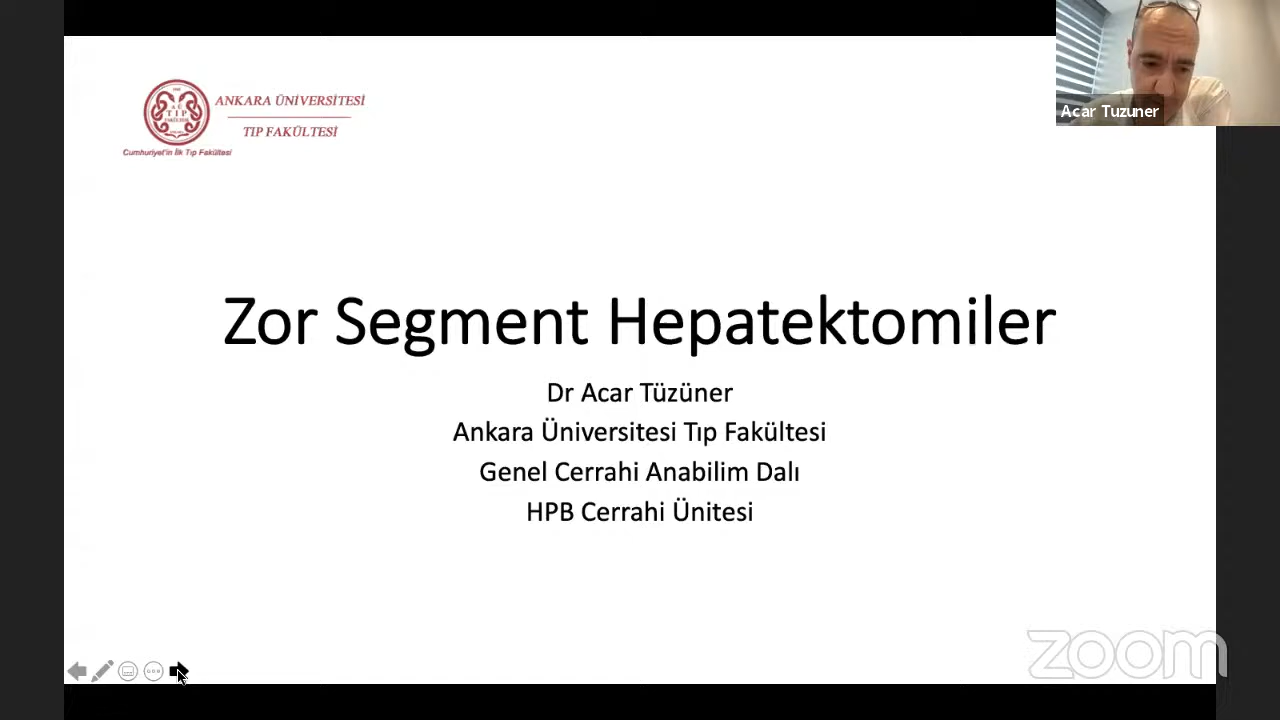 Acar Tuzuner
ANKARA ÜNİVERSİTESİ
TIP FAKÜLTESİ
TIP
Cumhuriyet'in İlk Tıp Fakültesi
Zor Segment Hepatektomiler
Dr Acar Tüzüner
Ankara Üniversitesi Tıp Fakültesi
Genel Cerrahi Anabilim Dalı
HPB Cerrahi Ünitesi
zoom